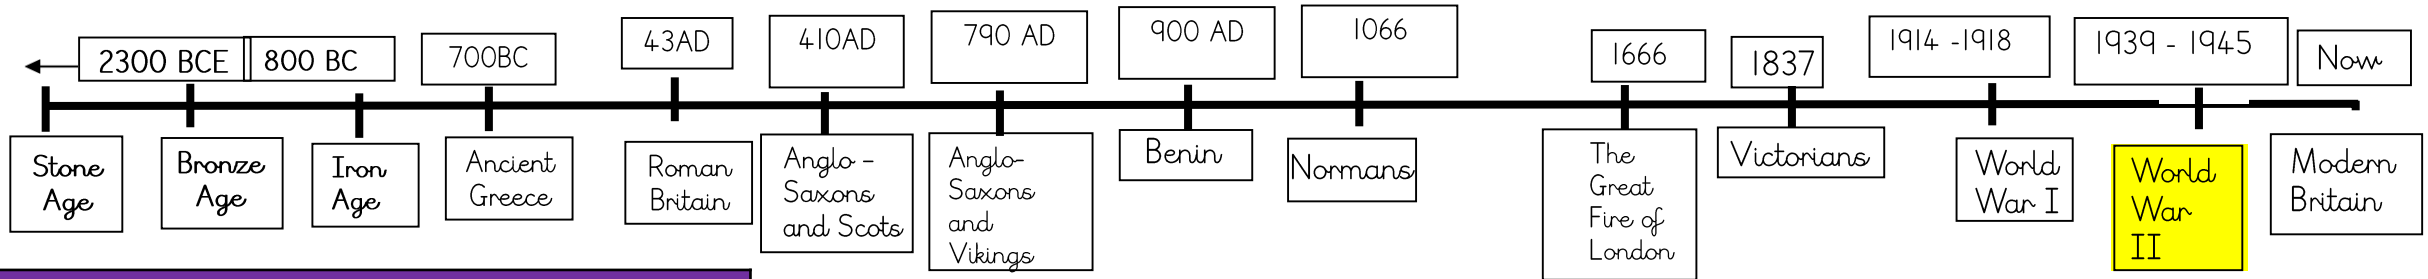 2300 BCE
800 BC
700BC
43AD
410AD
790 AD
900 AD
1066
1666
1837
1914 -1918
1939 - 1945
Now
Stone
Age
Bronze
Age
Iron
Age
Ancient
Greece
Roman
Britain
Anglo -
Saxons
and Scots
Anglo-
Saxons
and
Vikings
Benin
Normans
The
Great
Fire of
London
Victorians
World
War I
World
War
II
Modern
Britain